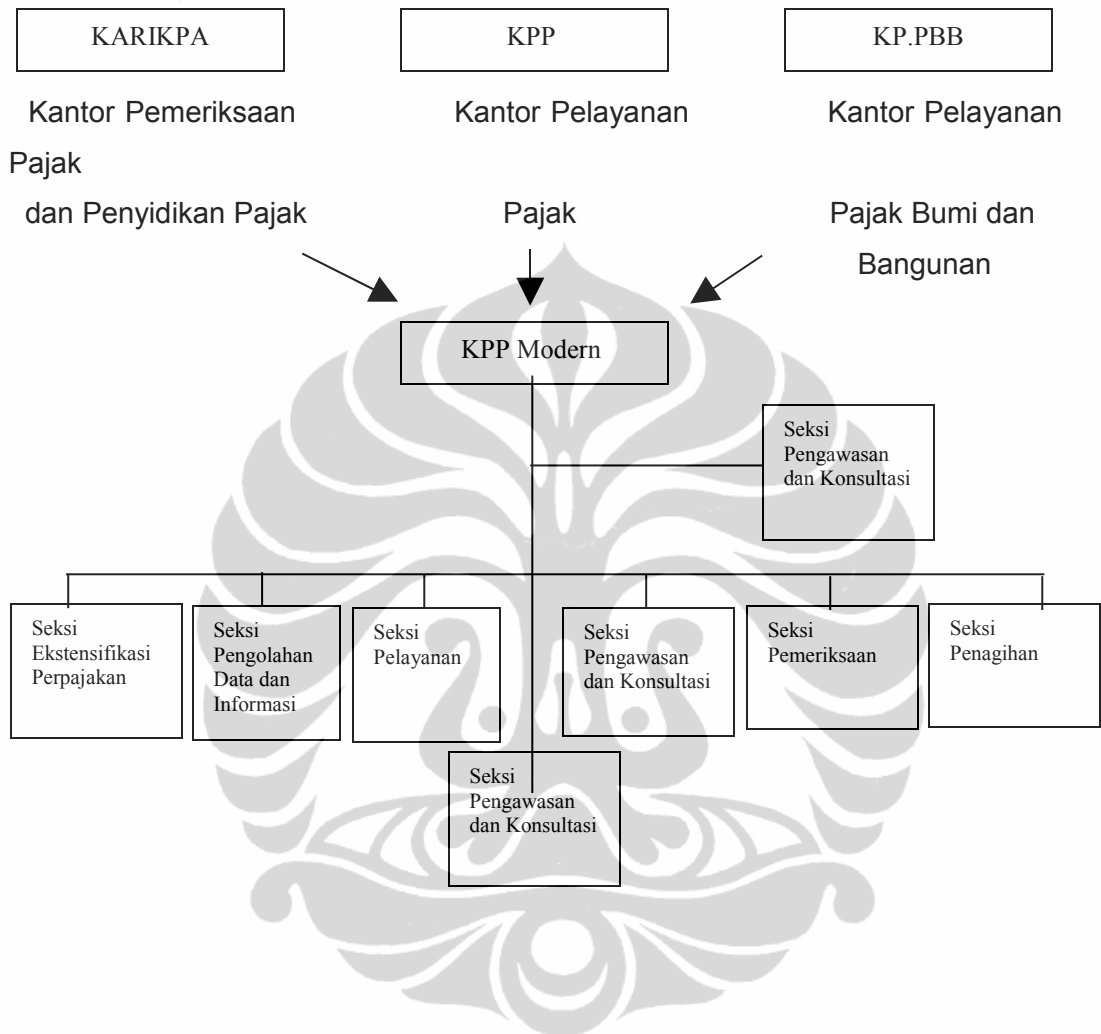 KARIKPA
KPP
KP.PBB
Kantor Pemeriksaan
Kantor Pelayanan
Kantor Pelayanan
Pajak
dan Penyidikan Pajak
Pajak
Pajak Bumi dan
Bangunan
KPP Modern
Seksi
Pengawasan
dan Konsultasi
Seksi
Ekstensifikasi
Perpajakan
Seksi
Pengolahan
Data dan
Informasi
Seksi
Pelayanan
Seksi
Pengawasan
dan Konsultasi
Seksi
Pemeriksaan
Seksi
Penagihan
Seksi
Pengawasan
dan Konsultasi